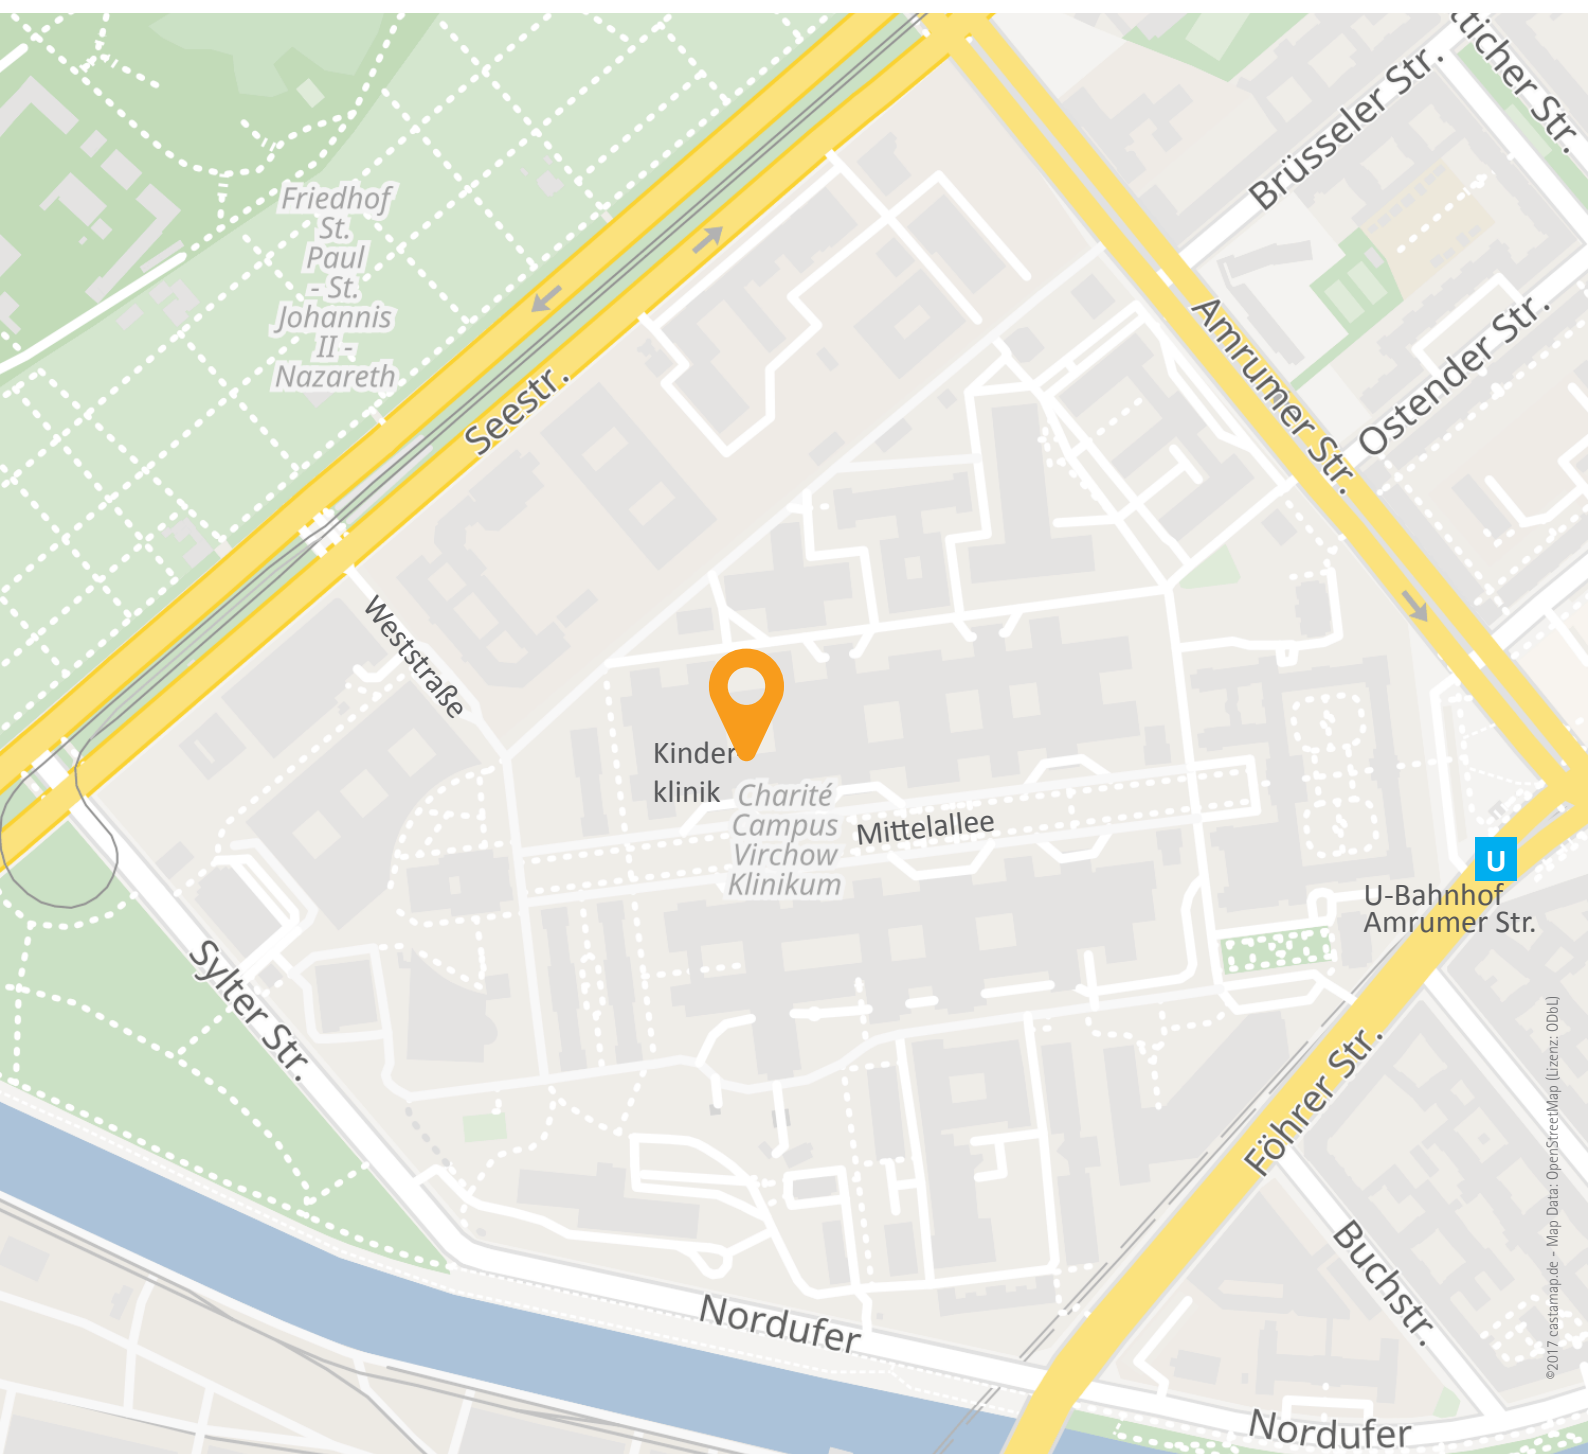 tticher Str.
Brüsseler Str.
Friedhof
St.
Paul
- St.
Johannis
II -
Nazareth
Amrumer Str.
Ostender Str.
Seestr.
Weststraße
Kinder
klinik
Charité
Campus
Virchow
Klinikum
Mittelallee
U
U-Bahnhof
Amrumer Str.
Sylter Str.
Föhrer Str.
Buchstr.
Nordufer
Nordufer
©2017 castamap.de - Map Data: OpenStreetMap (Lizenz: ODbL)